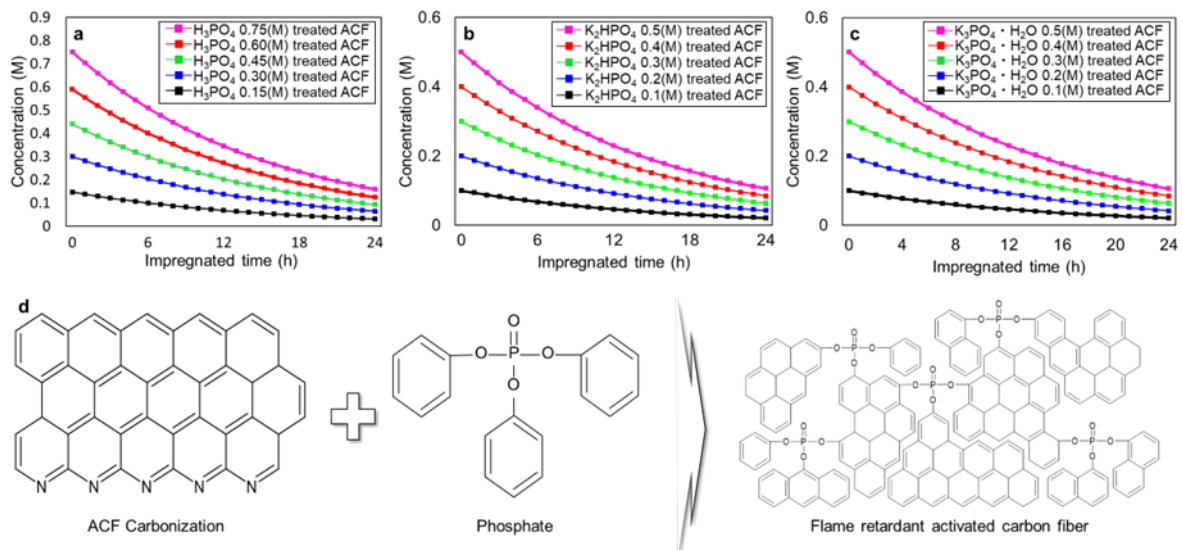 a
H₃PO₄ 0.75(M) treated ACF
H₃PO₄ 0.60(M) treated ACF
H₃PO₄ 0.45(M) treated ACF
H₃PO₄ 0.30(M) treated ACF
H₃PO₄ 0.15(M) treated ACF
Concentration (M)
0.9
0.8
0.7
0.6
0.5
0.4
0.3
0.2
0.1
0
0 6 12 18 24
Impregnated time (h)
b
K₂HPO₄ 0.5(M) treated ACF
K₂HPO₄ 0.4(M) treated ACF
K₂HPO₄ 0.3(M) treated ACF
K₂HPO₄ 0.2(M) treated ACF
K₂HPO₄ 0.1(M) treated ACF
Concentration (M)
0.6
0.4
0.2
0
0 6 12 18 24
Impregnated time (h)
c
K₃PO₄・H₂O 0.5(M) treated ACF
K₃PO₄・H₂O 0.4(M) treated ACF
K₃PO₄・H₂O 0.3(M) treated ACF
K₃PO₄・H₂O 0.2(M) treated ACF
K₃PO₄・H₂O 0.1(M) treated ACF
Concentration (M)
0.6
0.4
0.2
0
0 4 8 12 16 20 24
Impregnated time (h)
d
N N N N N
ACF Carbonization
O
O P O
O
Phosphate
O
O P O
O
O
O P O
O
O
O P O
O
O
O P O
O
O
O P O
O
Flame retardant activated carbon fiber